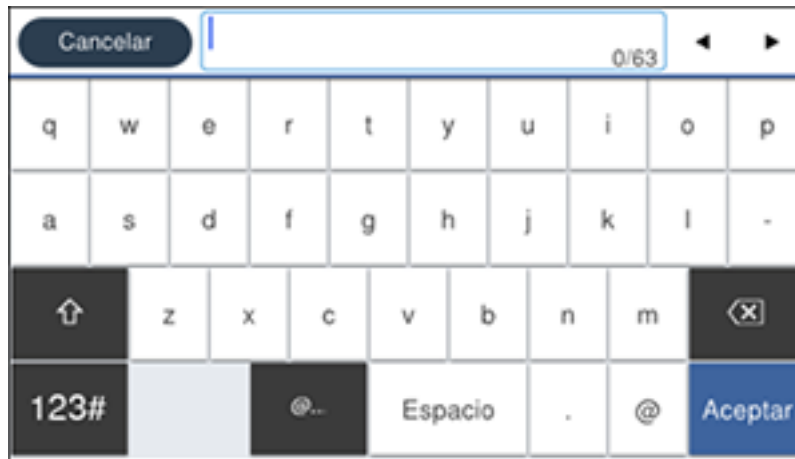 Cancelar
0/63
q w e r t y u i o p
a s d f g h j k l -
z x c v b n m
123# @... Espacio . @ Aceptar